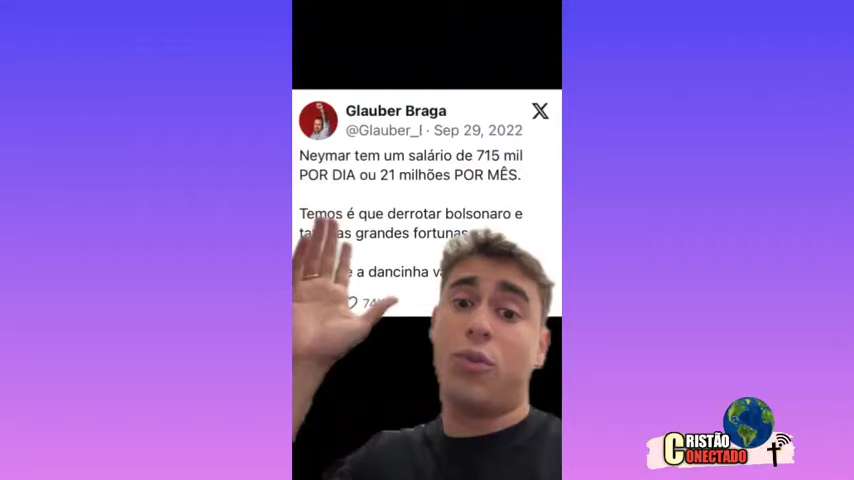 Glauber Braga
@Glauber_ · Sep 29, 2022
Neymar tem um salário de 715 mil
POR DIA ou 21 milhões POR MÊS.
Temos é que derrotar bolsonaro e
as grandes fortunas
a dancinha
CRISTÃO
CONECTADO